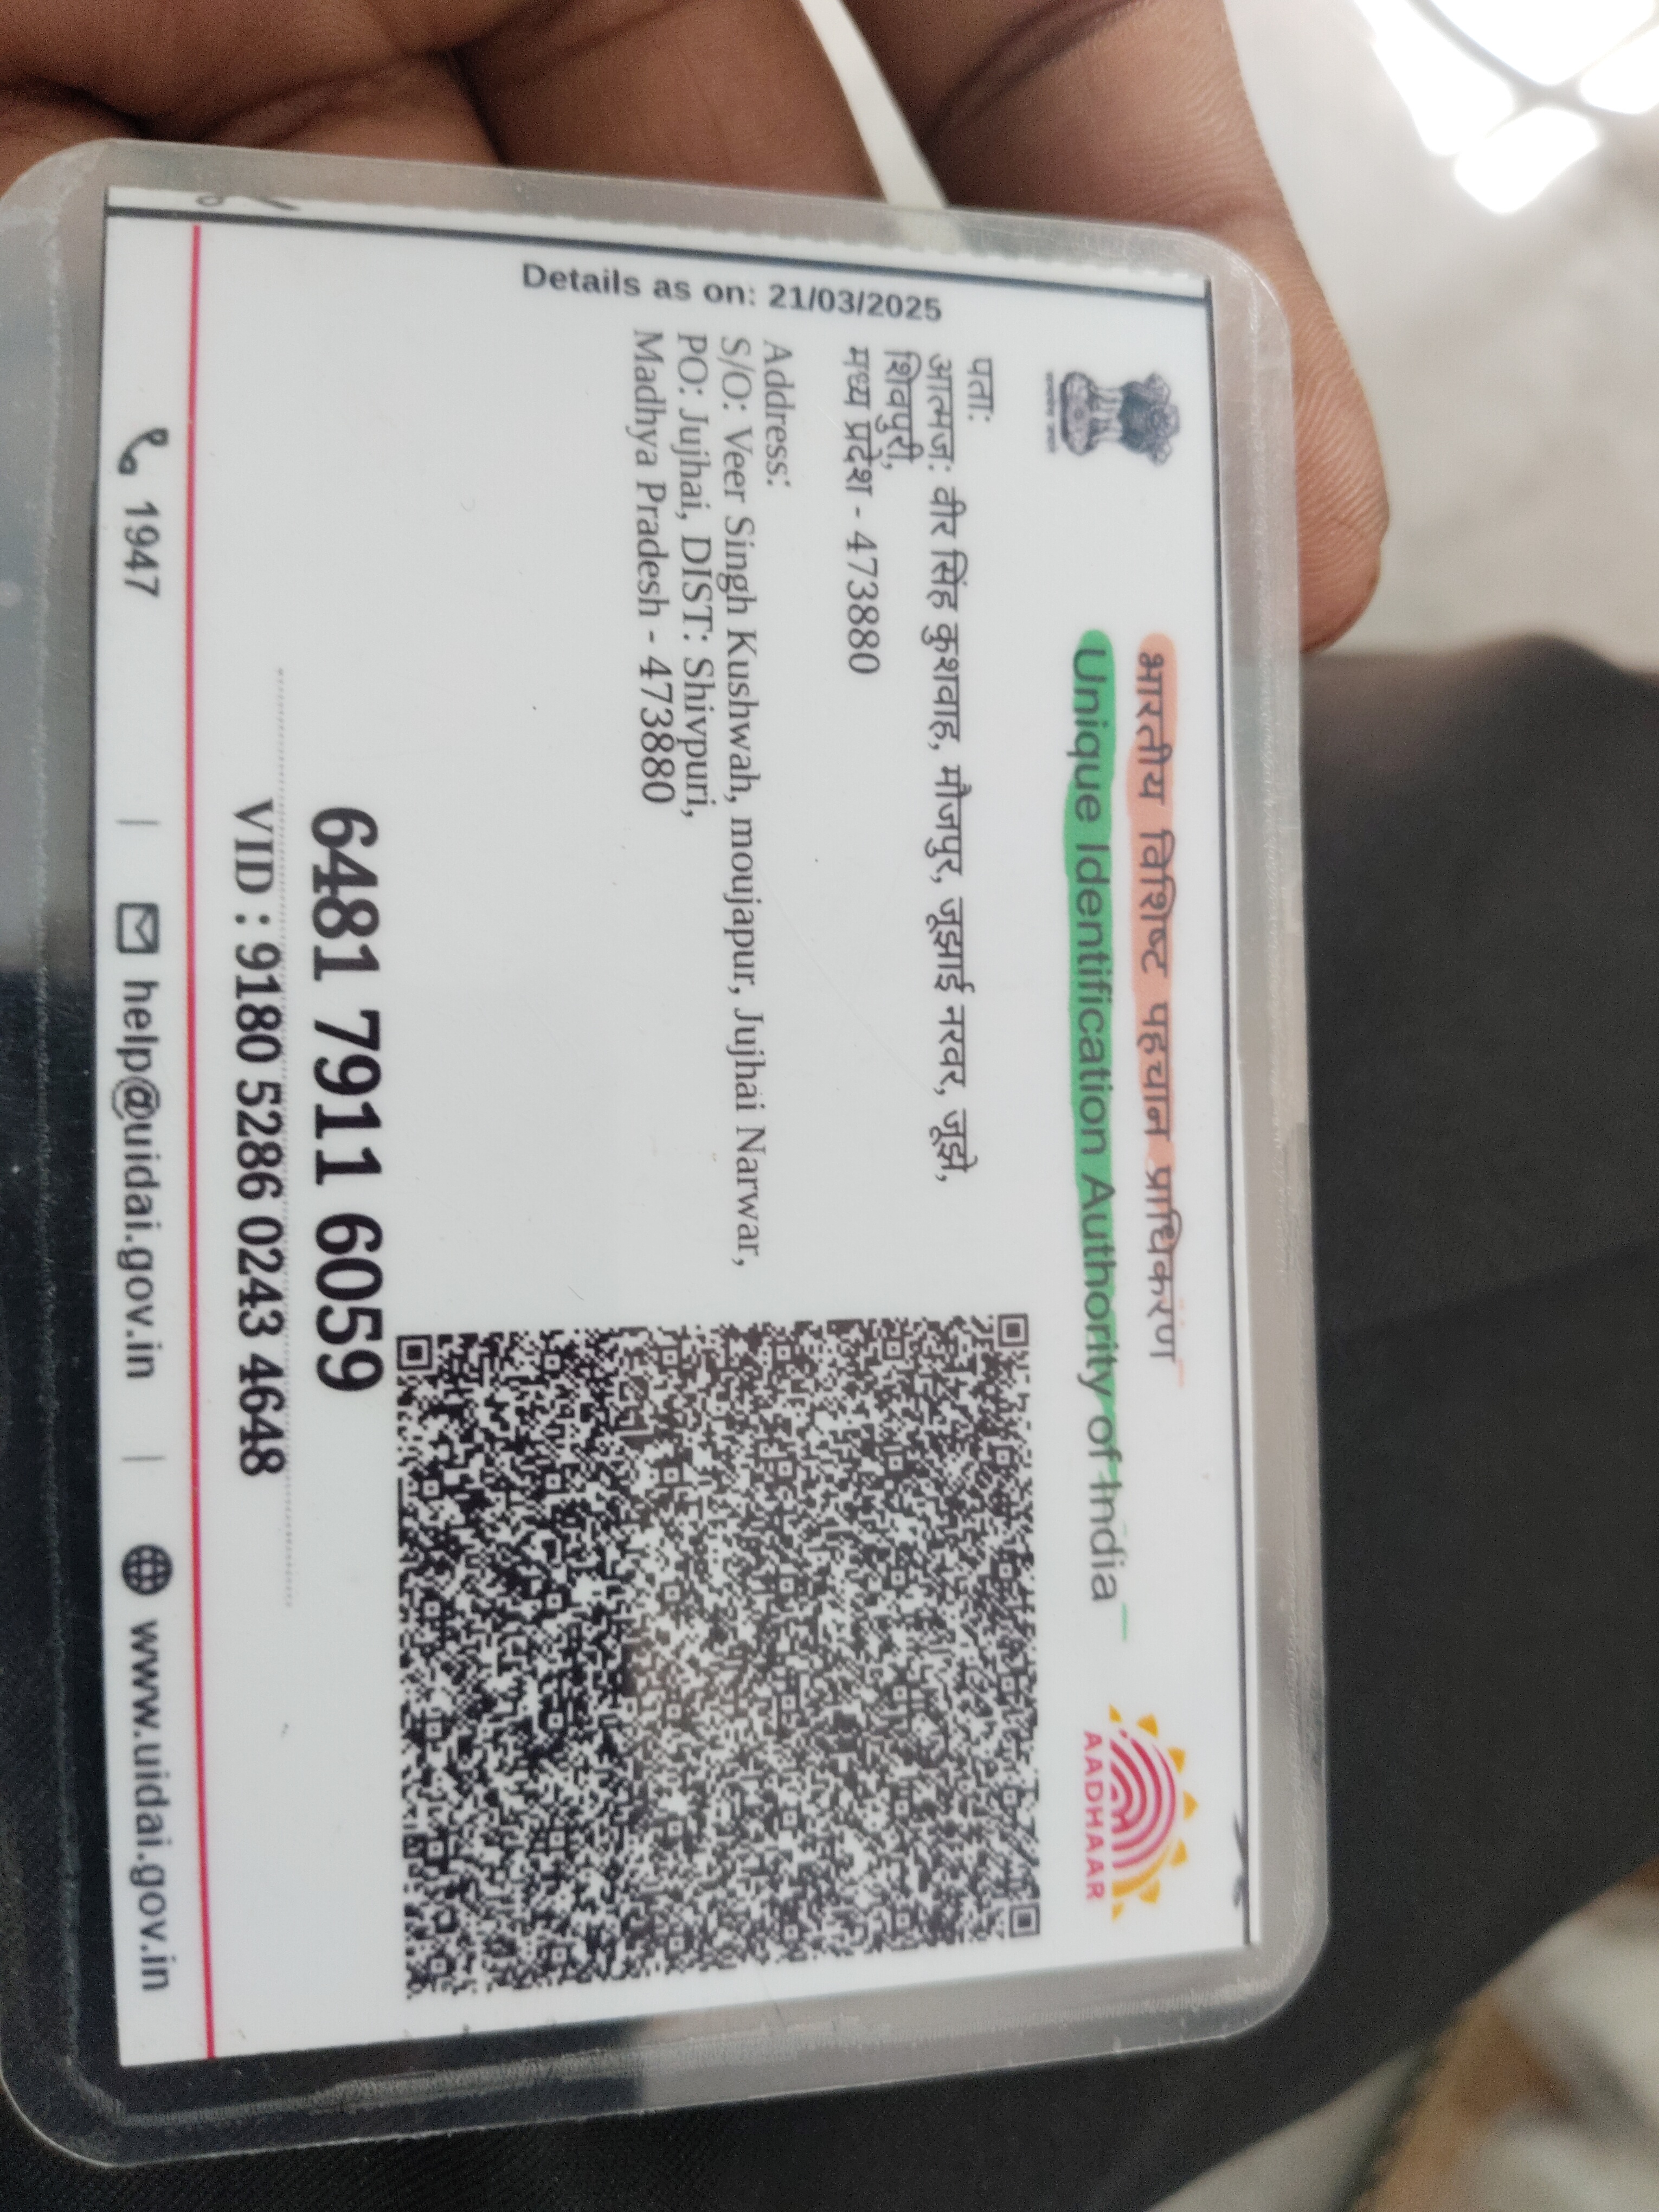 भारतीय विशिष्ट पहचान प्राधिकरण
Unique Identification Authority of India
AADHAAR
Details as on: 21/03/2025
पता:
आत्मज: वीर सिंह कुशवाह, मौजपुर, जूझाई नरवर, जूझे,
शिवपुरी,
मध्य प्रदेश - 473880
Address:
S/O: Veer Singh Kushwah, moujapur, Jujhai Narwar,
PO: Jujhai, DIST: Shivpuri,
Madhya Pradesh - 473880
6481 7911 6059
VID : 9180 5286 0243 4648
1947 | help@uidai.gov.in | www.uidai.gov.in